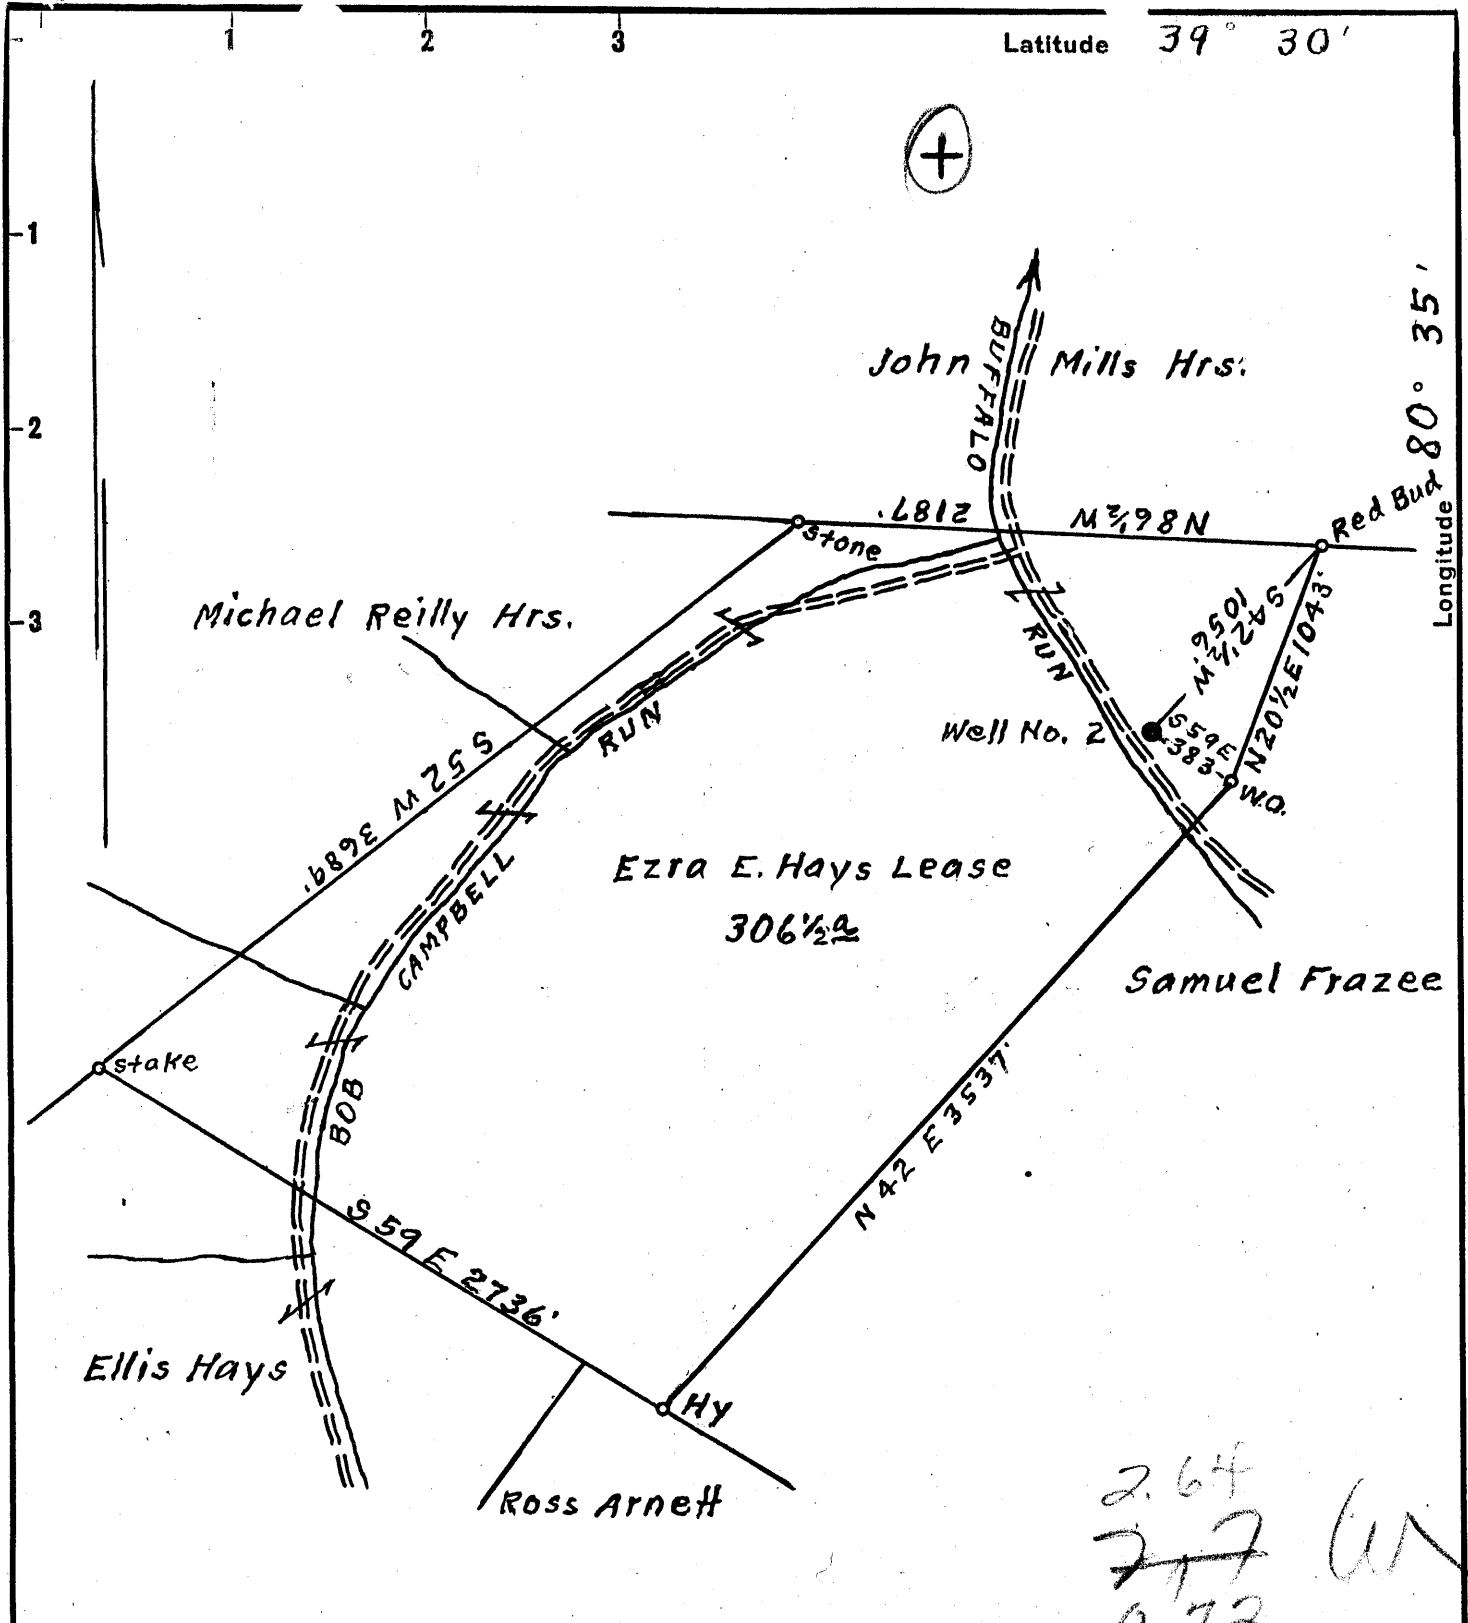 1 2 3 Latitude 39° 30'
+
-1
BUFFALO
John Mills Hrs.
80° 35'
-2
Longitude
Red Bud
N 86½ W 2187'
stone
-3
Michael Reilly Hrs.
S 42½ W
1056'
N 20½ E 1043'
RUN
RUN
Well No. 2
S 59 E
383
W.O.
S 52 W 3689'
Ezra E. Hays Lease
306½ a
CAMPBELL
Samuel Frazee
stake
BOB
N 42 E 3537'
S 59 E 2736'
Ellis Hays
Hy
Ross Arnett
2.64
7,7